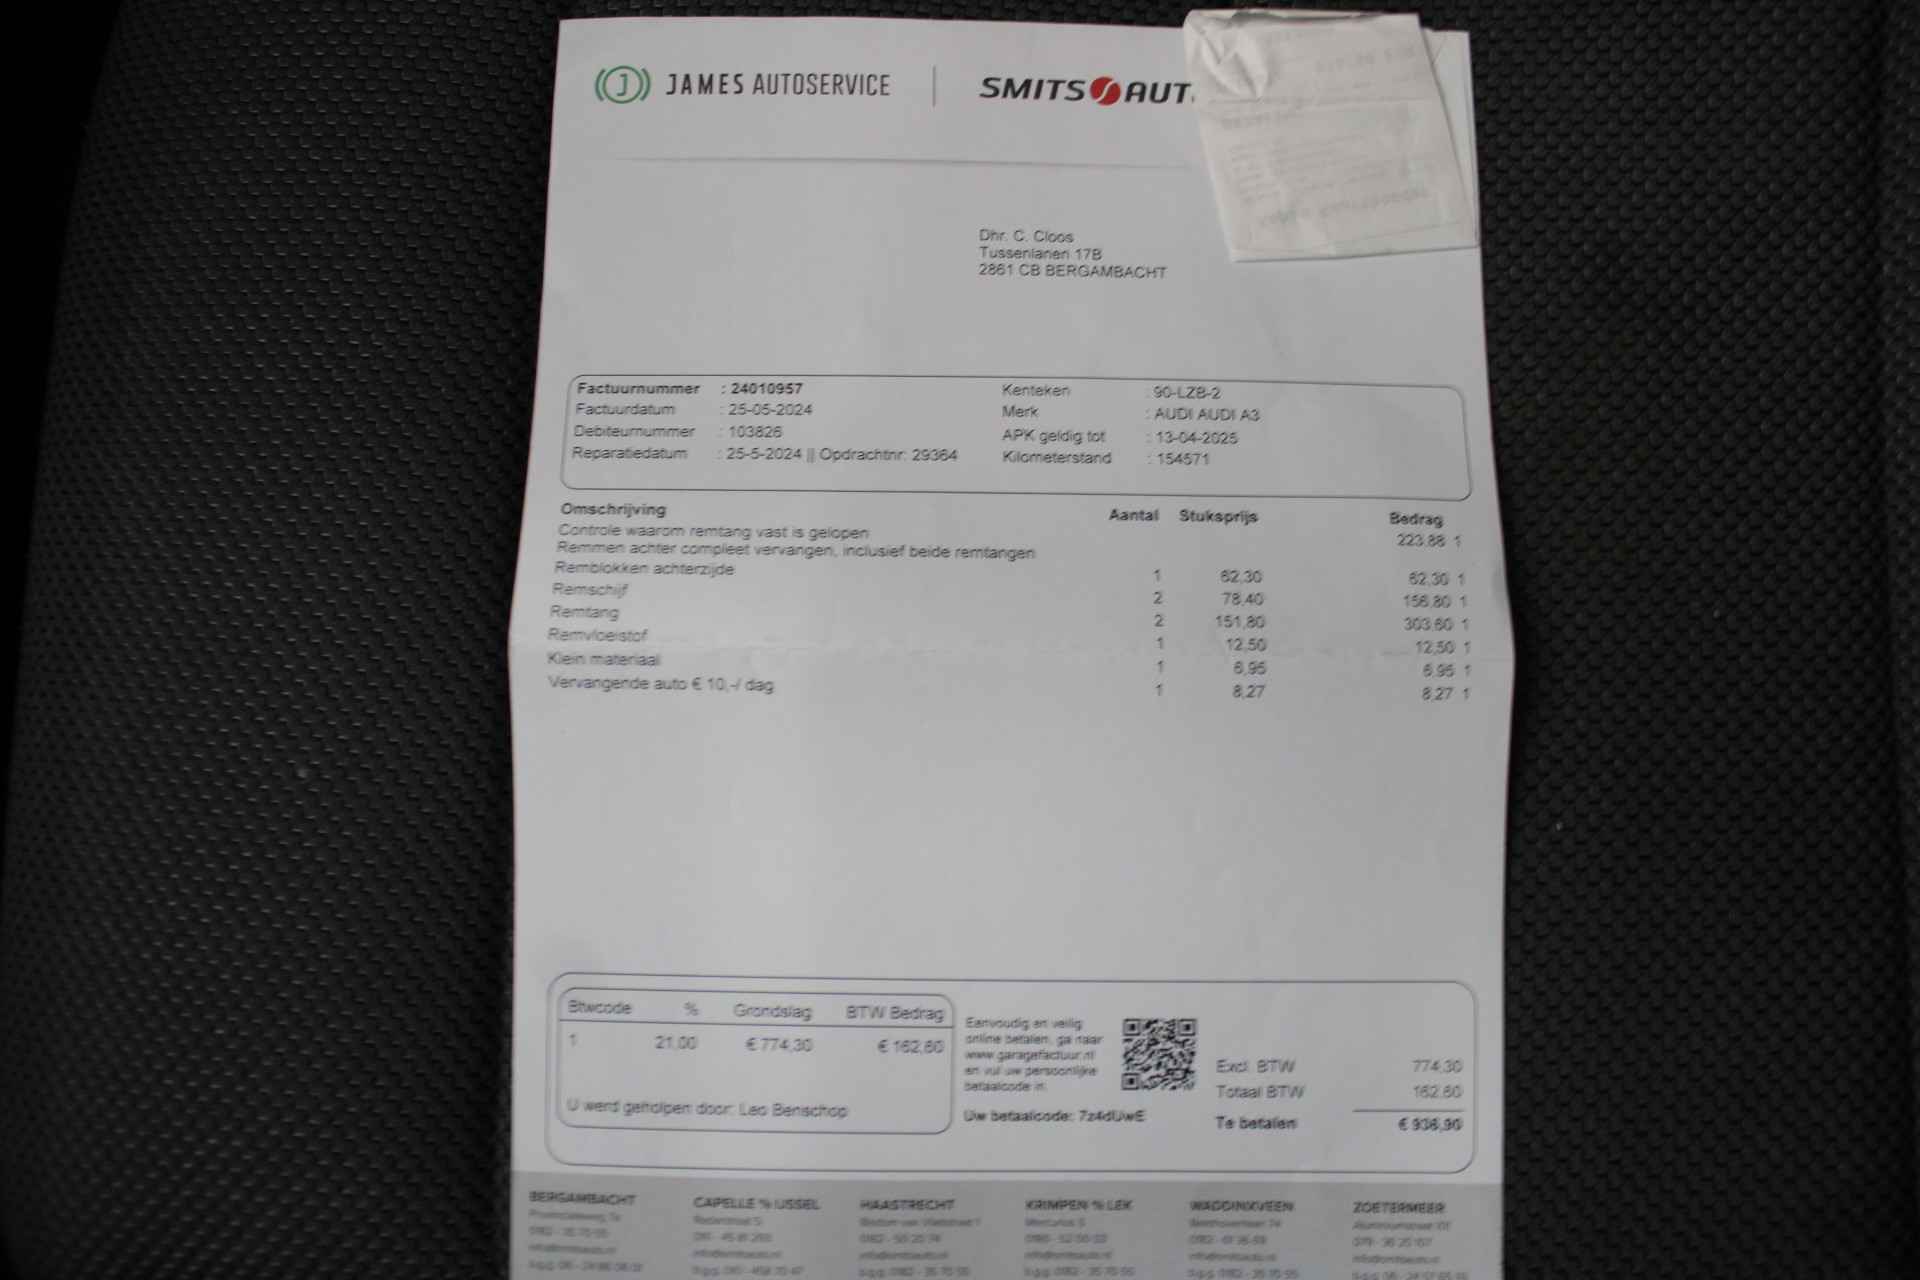 JAMES AUTOSERVICE
SMITS AUT
Dhr. C. Cloos
Tussenlanen 17B
2861 CB BERGAMBACHT
Factuurnummer : 24010957
Factuurdatum : 25-05-2024
Debiteurnummer : 103826
Reparatiedatum : 25-5-2024 || Opdrachtnr: 29364
Kenteken : 90-LZB-2
Merk : AUDI AUDI A3
APK geldig tot : 13-04-2025
Kilometerstand : 154571
Omschrijving Aantal Stuksprijs Bedrag
Controle waarom remtang vast is gelopen 223,88 1
Remmen achter compleet vervangen, inclusief beide remtangen
Remblokken achterzijde 1 62,30 62,30 1
Remschijf 2 78,40 156,80 1
Remtang 2 151,80 303,60 1
Remvloeistof 1 12,50 12,50 1
Klein materiaal 1 6,95 6,95 1
Vervangende auto € 10,-/ dag 1 8,27 8,27 1
Btwcode % Grondslag BTW Bedrag
1 21,00 € 774,30 € 162,60
U werd geholpen door: Leo Benschop
Eenvoudig en veilig
online betalen, ga naar
www.garagefactuur.nl
en vul uw persoonlijke
betaalcode in.
Uw betaalcode: 7z4dUwE
Excl. BTW 774,30
Totaal BTW 162,60
Te betalen € 936,90
BERGAMBACHT
CAPELLE % IJSSEL
HAASTRECHT
KRIMPEN % LEK
WADDINXVEEN
ZOETERMEER